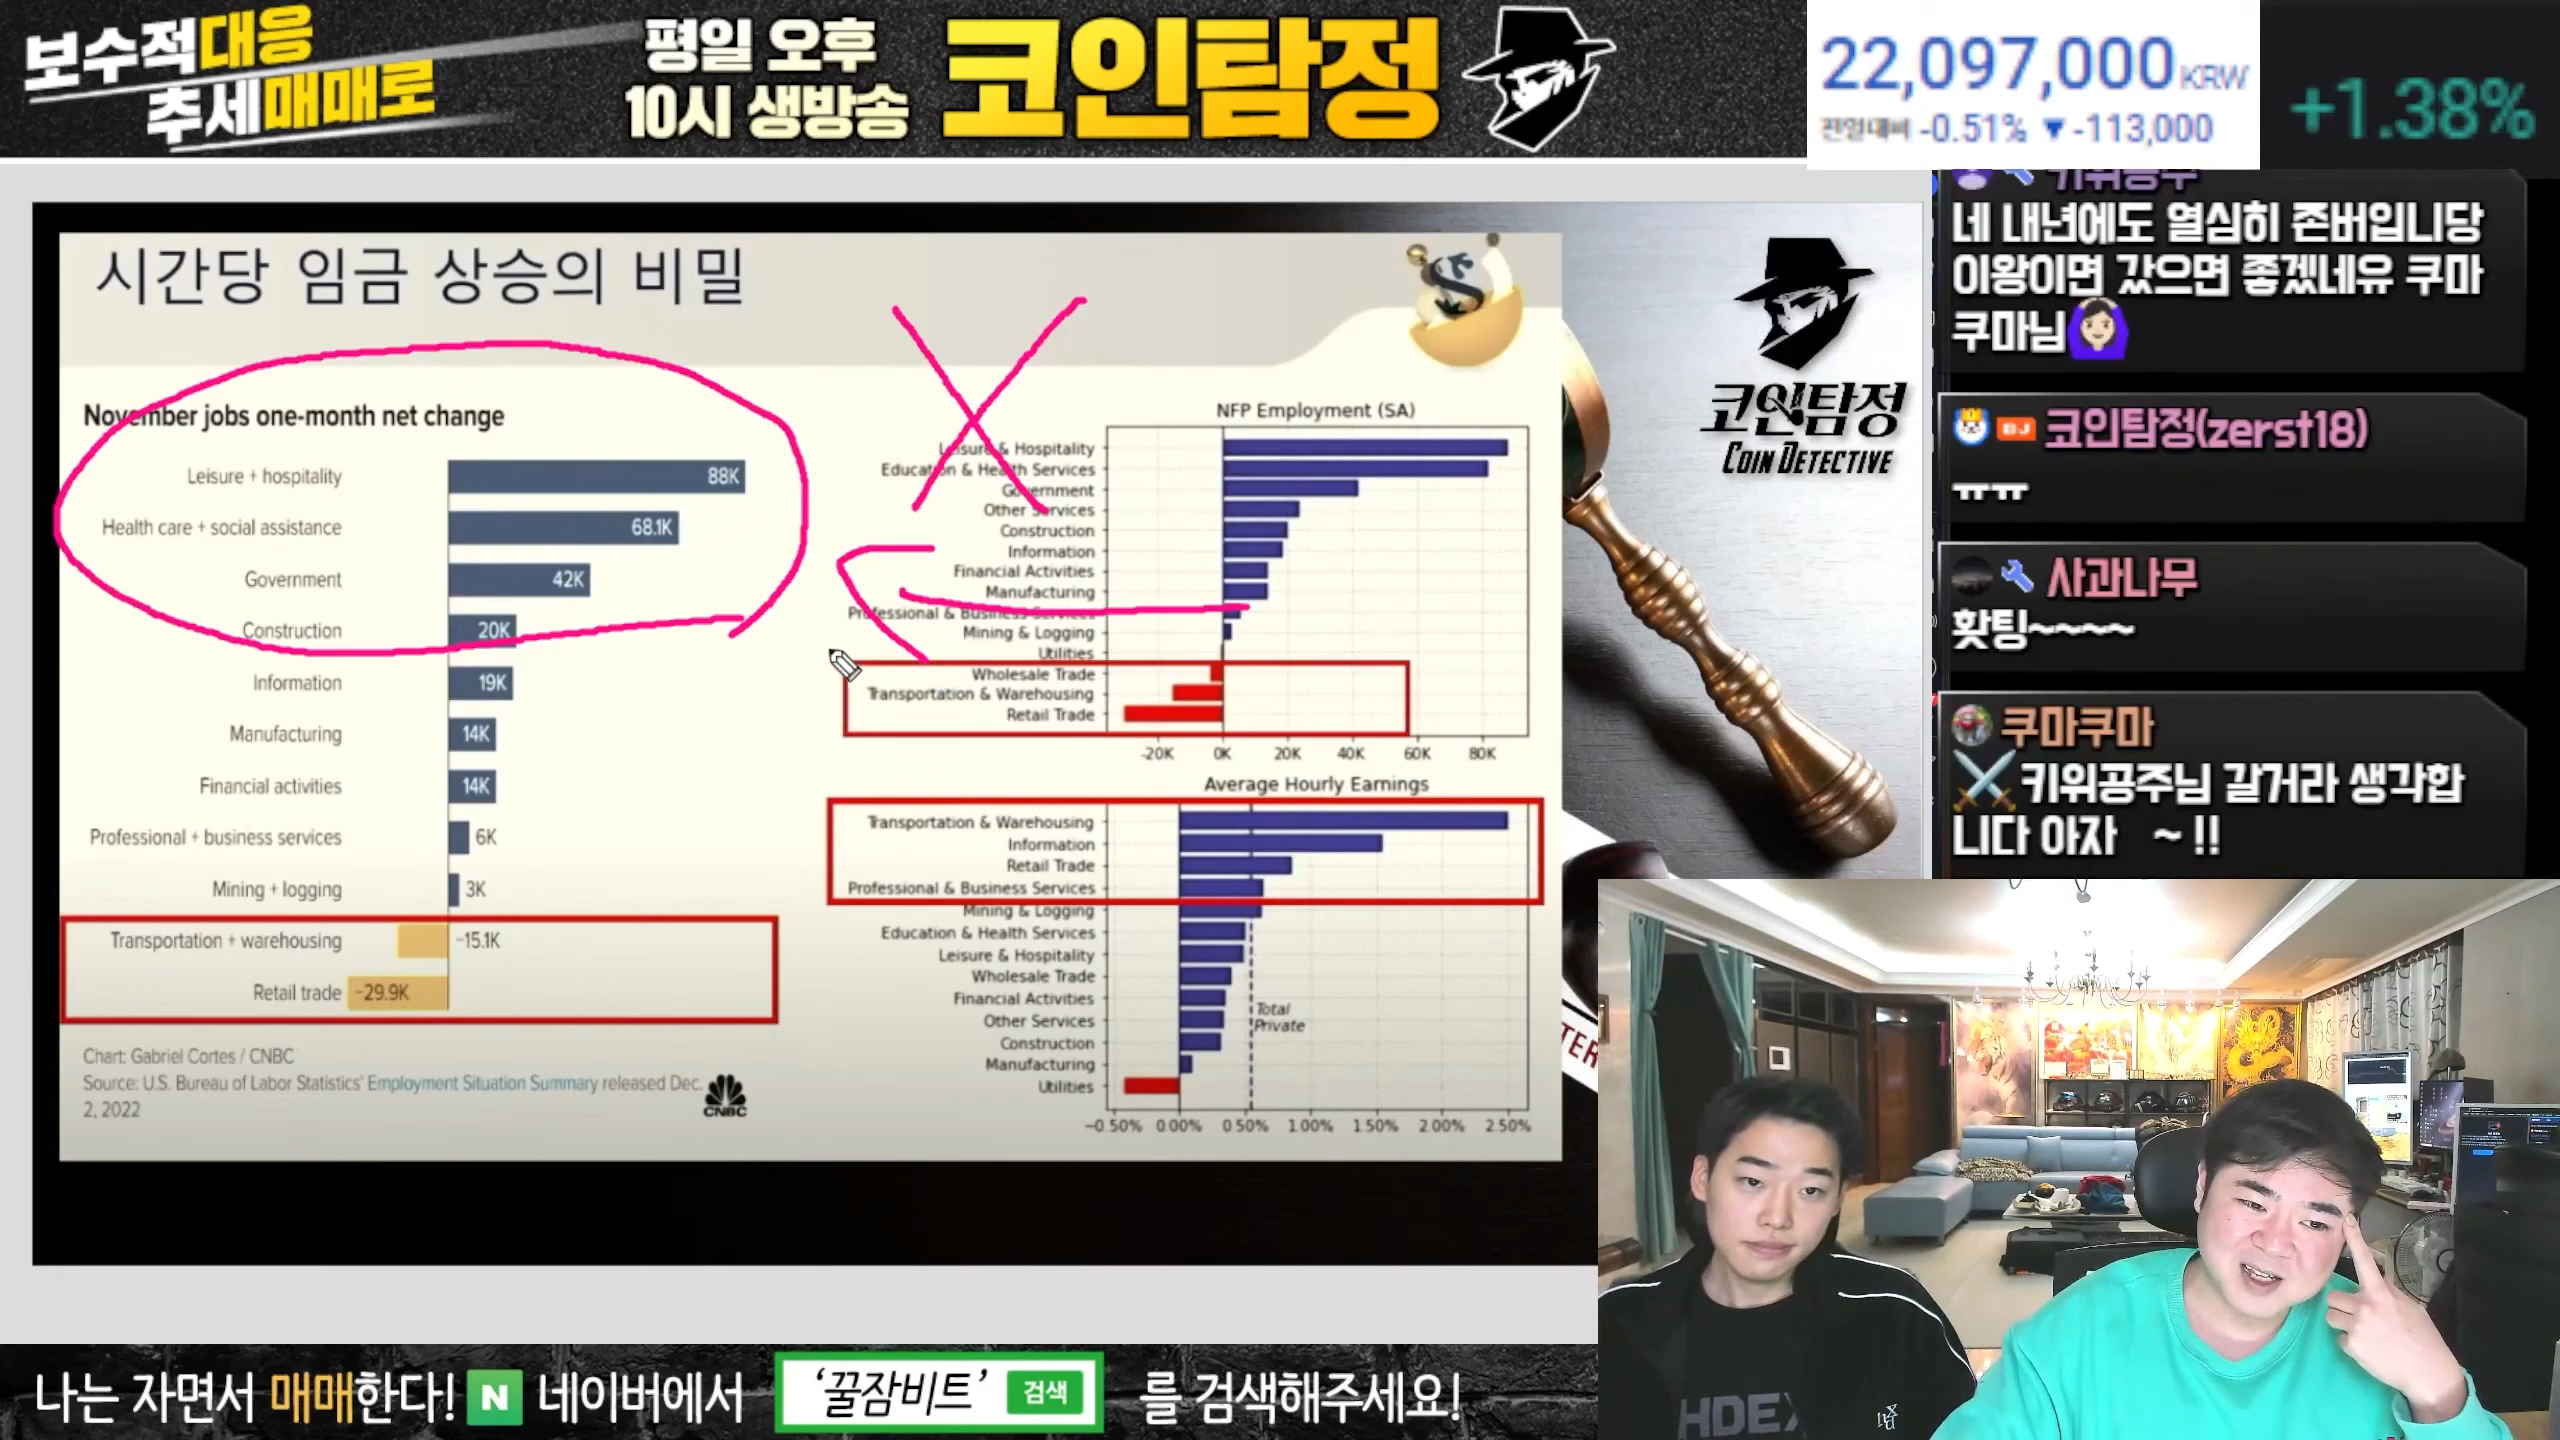 보수적대응
추세매매로
평일 오후
10시 생방송
코인탐정
22,097,000 KRW
전일대비 -0.51% ▼ -113,000
+1.38%
시간당 임금 상승의 비밀
November jobs one-month net change
Leisure + hospitality 88K
Health care + social assistance 68.1K
Government 42K
Construction 20K
Information 19K
Manufacturing 14K
Financial activities 14K
Professional + business services 6K
Mining + logging 3K
Transportation + warehousing -15.1K
Retail trade -29.9K
Chart: Gabriel Cortes / CNBC
Source: U.S. Bureau of Labor Statistics' Employment Situation Summary released Dec.
2, 2022
CNBC
NFP Employment (SA)
Leisure & Hospitality
Education & Health Services
Government
Other Services
Construction
Information
Financial Activities
Manufacturing
Professional & Business Services
Mining & Logging
Utilities
Wholesale Trade
Transportation & Warehousing
Retail Trade
-20K 0K 20K 40K 60K 80K
Average Hourly Earnings
Transportation & Warehousing
Information
Retail Trade
Professional & Business Services
Mining & Logging
Education & Health Services
Leisure & Hospitality
Wholesale Trade
Financial Activities
Other Services
Construction
Manufacturing
Utilities
Total
Private
−0.50% 0.00% 0.50% 1.00% 1.50% 2.00% 2.50%
코인탐정
COIN DETECTIVE
TER
키위공주
네 내년에도 열심히 존버입니당
이왕이면 갔으면 좋겠네유 쿠마
쿠마님
BJ 코인탐정(zerst18)
ㅠㅠ
사과나무
홧팅~~~~
쿠마쿠마
키위공주님 갈거라 생각합
니다 아자 ~ !!
HDEX
나는 자면서 매매한다! N 네이버에서 '꿀잠비트' 검색 를 검색해주세요!